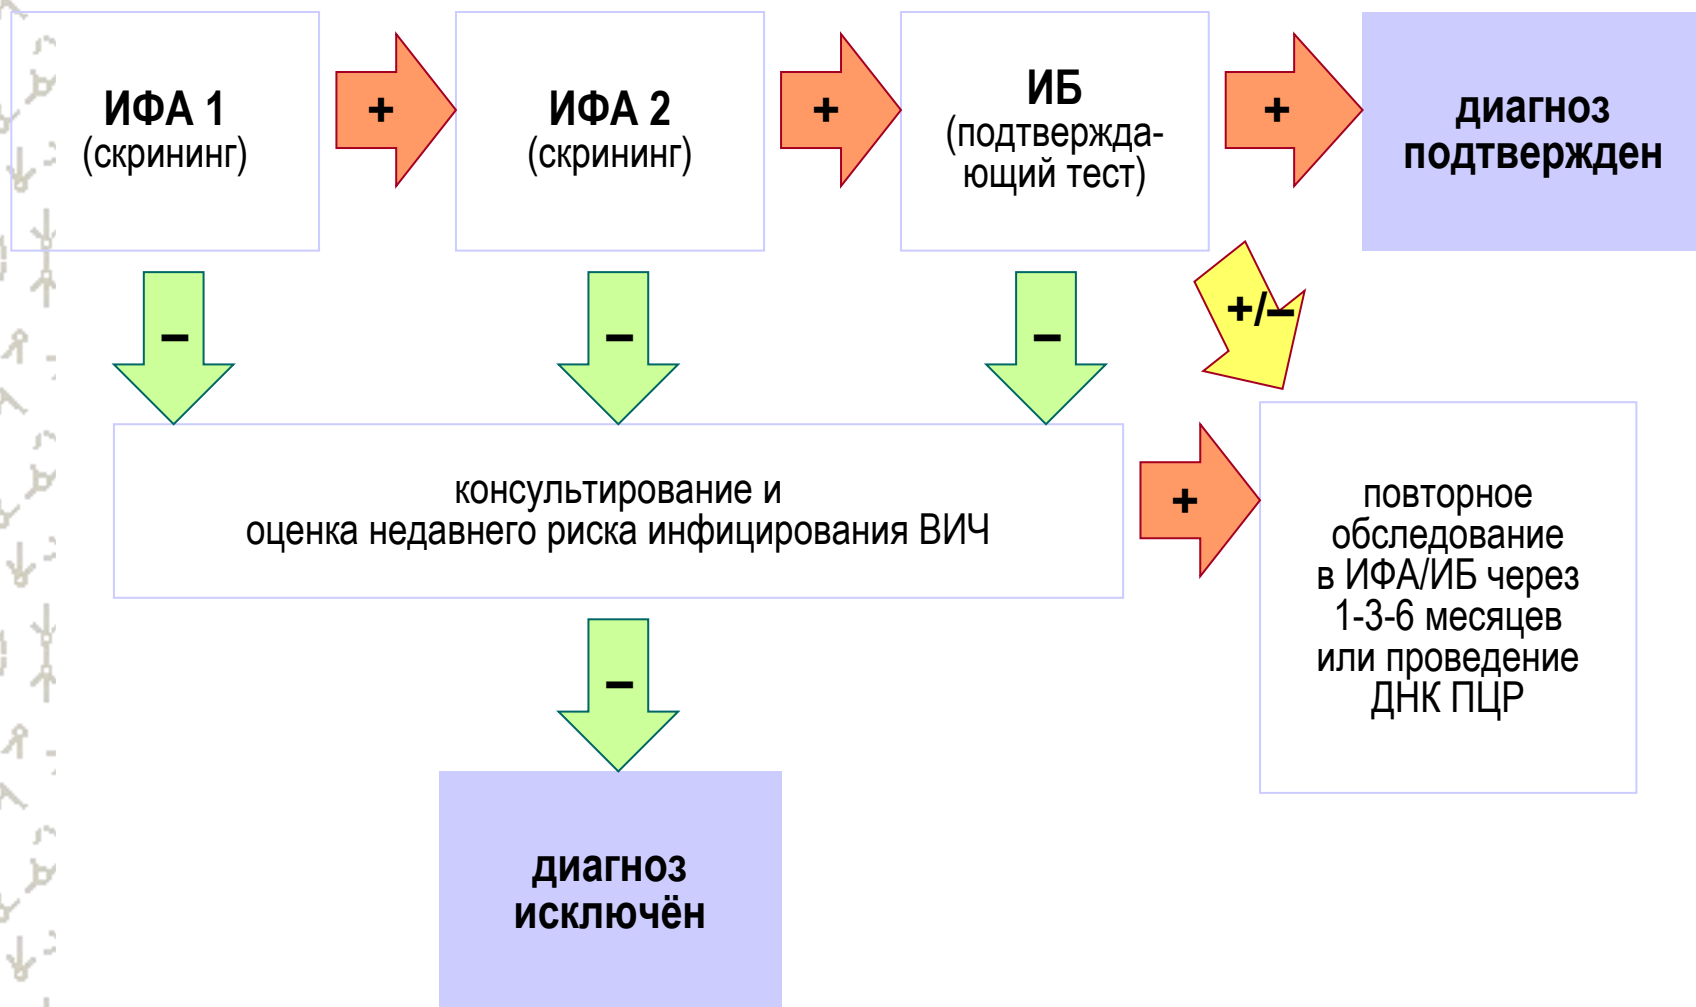 ИФА 1
(скрининг)
+
ИФА 2
(скрининг)
+
ИБ
(подтвержда-
ющий тест)
+
диагноз
подтвержден
–
–
–
+/–
консультирование и
оценка недавнего риска инфицирования ВИЧ
+
повторное
обследование
в ИФА/ИБ через
1-3-6 месяцев
или проведение
ДНК ПЦР
–
диагноз
исключён